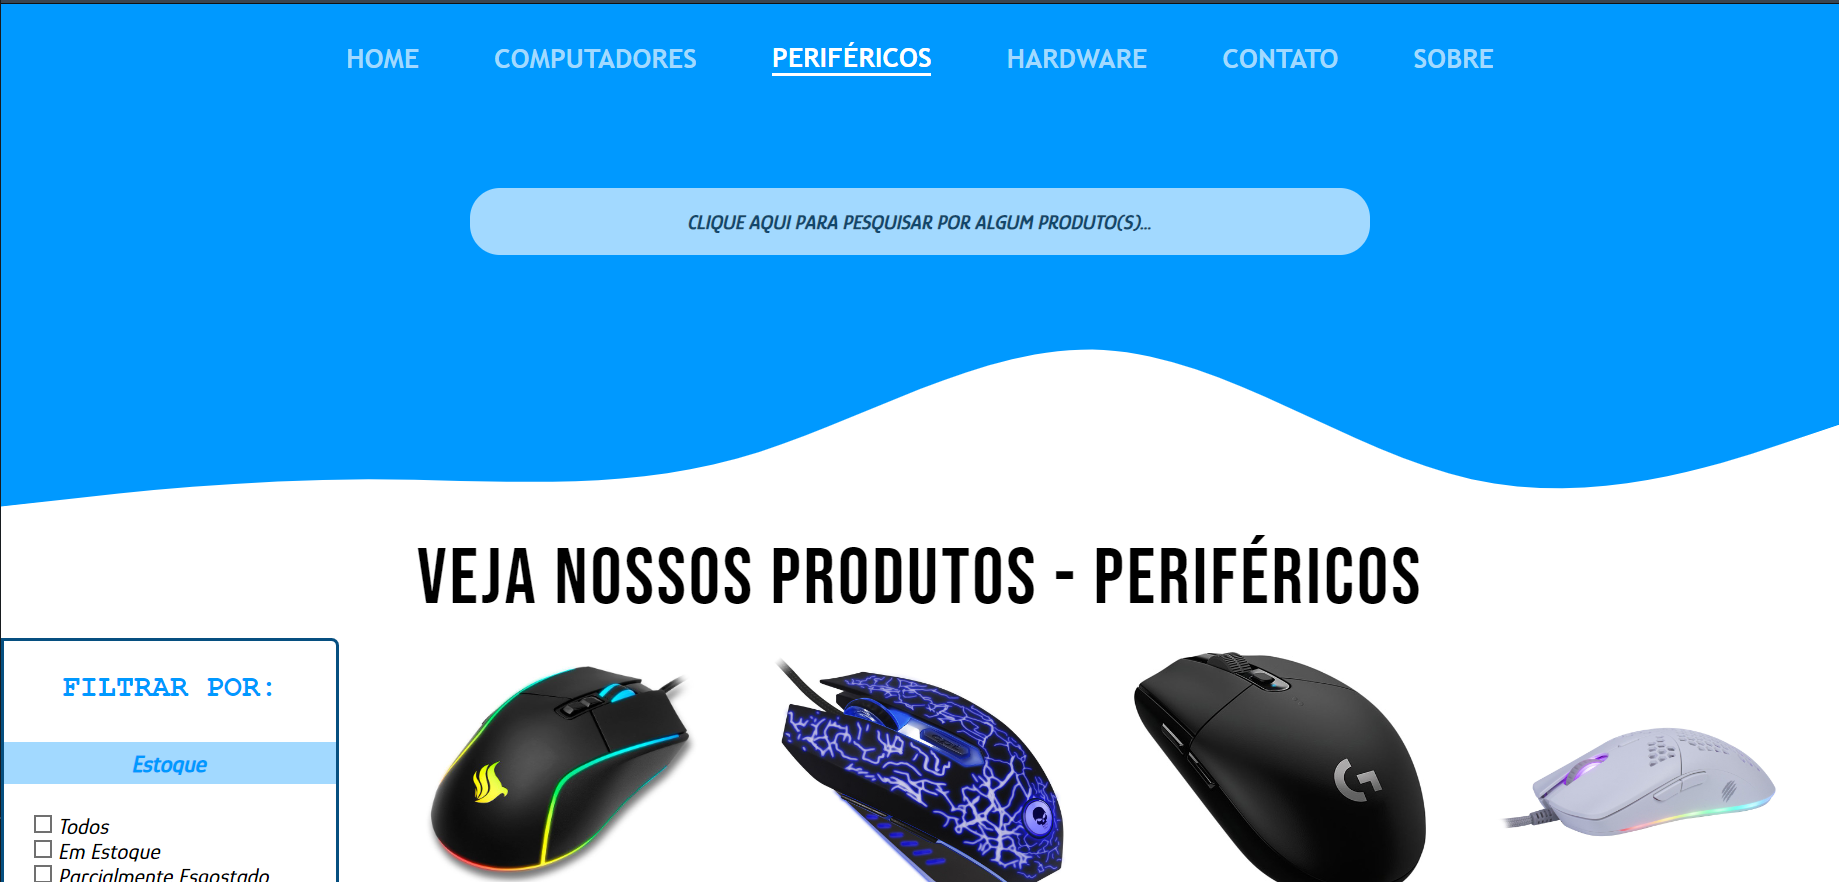 HOME COMPUTADORES PERIFÉRICOS HARDWARE CONTATO SOBRE
CLIQUE AQUI PARA PESQUISAR POR ALGUM PRODUTO(S)...
VEJA NOSSOS PRODUTOS - PERIFÉRICOS
FILTRAR POR:
Estoque
Todos
Em Estoque
Parcialmente Esgostado